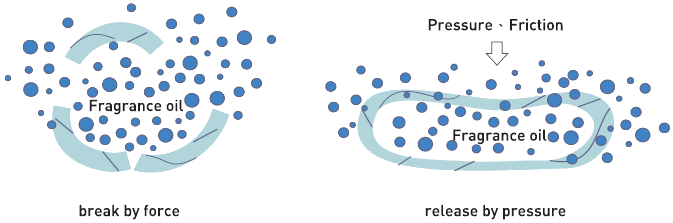 Pressure、Friction
Fragrance oil
Fragrance oil
break by force
release by pressure